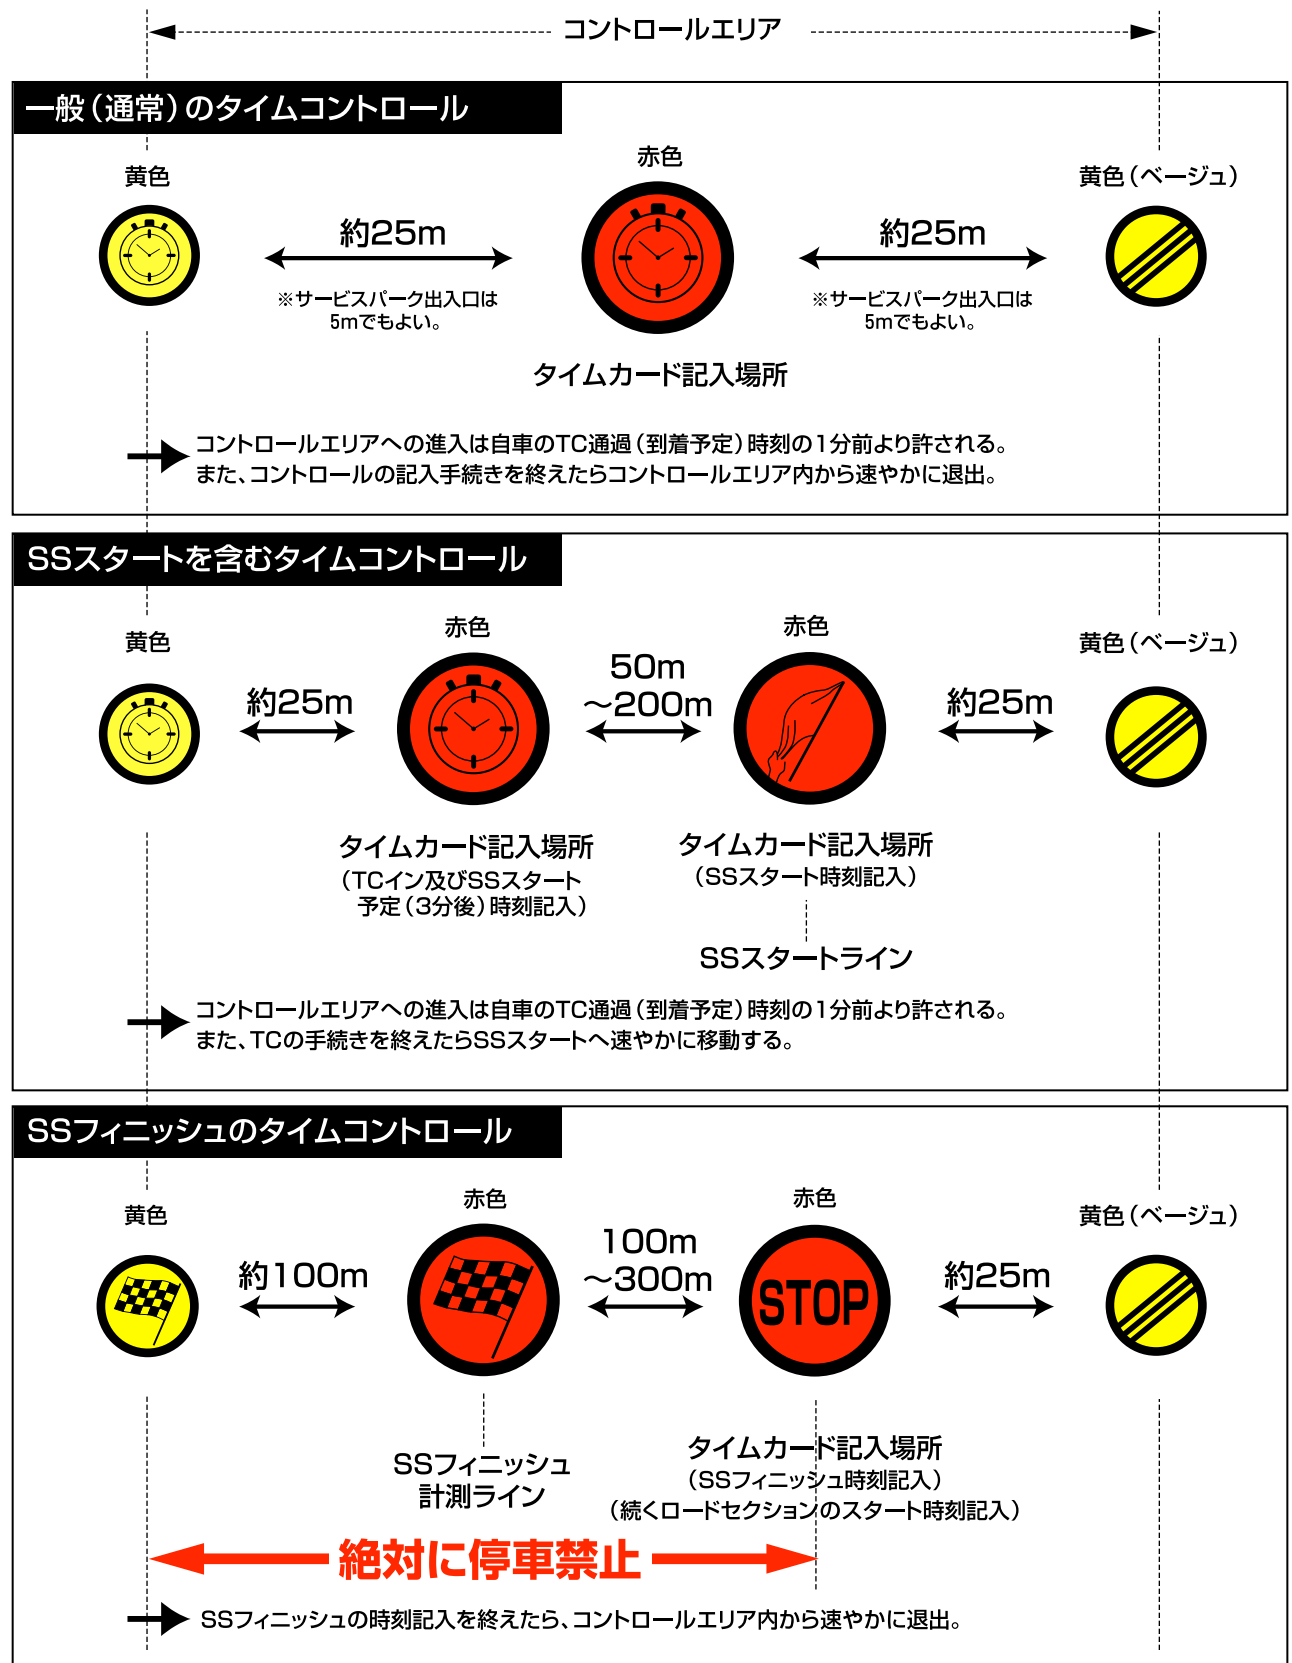 コントロールエリア
一般（通常）のタイムコントロール
黄色
赤色
黄色（ベージュ）
約25m
約25m
※サービスパーク出入口は
5mでもよい。
※サービスパーク出入口は
5mでもよい。
タイムカード記入場所
コントロールエリアへの進入は自車のTC通過（到着予定）時刻の1分前より許される。
また、コントロールの記入手続きを終えたらコントロールエリア内から速やかに退出。
SSスタートを含むタイムコントロール
黄色
赤色
赤色
黄色（ベージュ）
約25m
50m
～200m
約25m
タイムカード記入場所
（TCイン及びSSスタート
予定（3分後）時刻記入）
タイムカード記入場所
（SSスタート時刻記入）
SSスタートライン
コントロールエリアへの進入は自車のTC通過（到着予定）時刻の1分前より許される。
また、TCの手続きを終えたらSSスタートへ速やかに移動する。
SSフィニッシュのタイムコントロール
黄色
赤色
赤色
黄色（ベージュ）
約100m
100m
～300m
STOP
約25m
SSフィニッシュ
計測ライン
タイムカード記入場所
（SSフィニッシュ時刻記入）
（続くロードセクションのスタート時刻記入）
絶対に停車禁止
SSフィニッシュの時刻記入を終えたら、コントロールエリア内から速やかに退出。